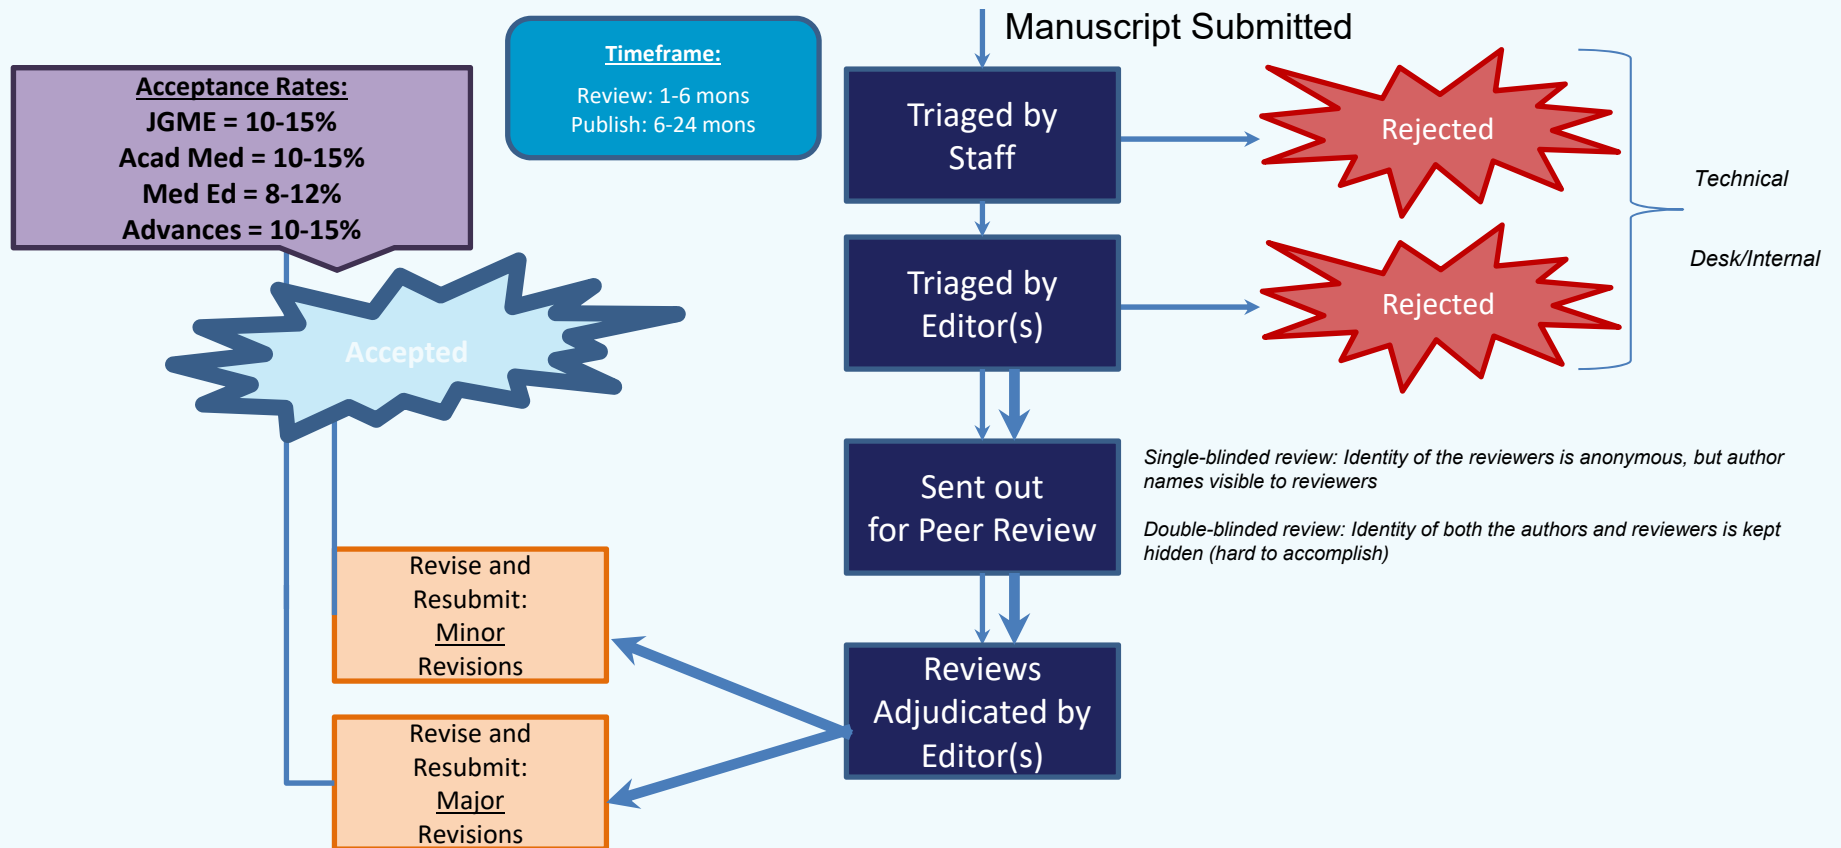 Manuscript Submitted
Timeframe:
Review: 1-6 mons
Publish: 6-24 mons
Acceptance Rates:
JGME = 10-15%
Acad Med = 10-15%
Med Ed = 8-12%
Advances = 10-15%
Accepted
Triaged by
Staff
Rejected
Technical
Triaged by
Editor(s)
Rejected
Desk/Internal
Sent out
for Peer Review
Single-blinded review: Identity of the reviewers is anonymous, but author
names visible to reviewers
Double-blinded review: Identity of both the authors and reviewers is kept
hidden (hard to accomplish)
Reviews
Adjudicated by
Editor(s)
Revise and
Resubmit:
Minor
Revisions
Revise and
Resubmit:
Major
Revisions